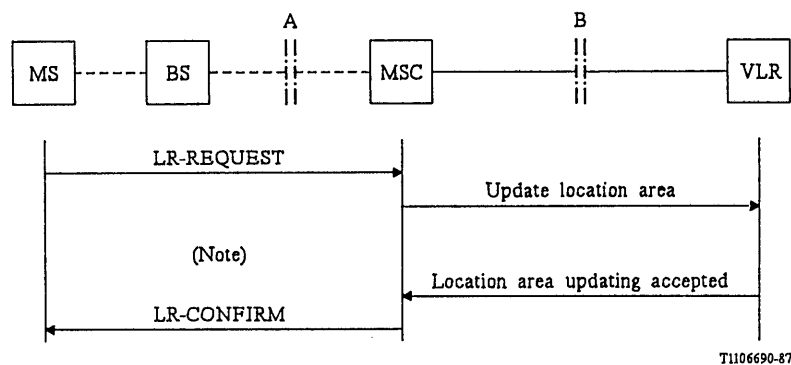 A
B
MS
BS
MSC
VLR
LR-REQUEST
Update location area
(Note)
Location area updating accepted
LR-CONFIRM
T1106690-87